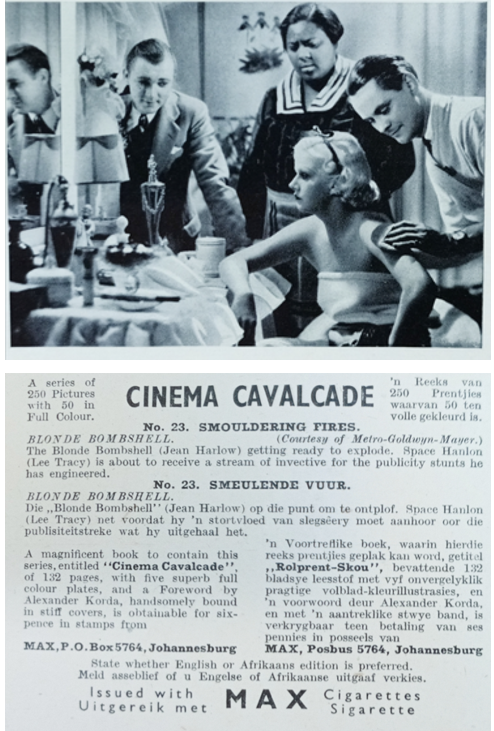 A series of
250 Pictures
with 50 in
Full Colour.
CINEMA CAVALCADE
'n Reeks van
250 Prentjies
waarvan 50 ten
volle gekleurd is.
No. 23. SMOULDERING FIRES.
BLONDE BOMBSHELL. (Courtesy of Metro-Goldwyn-Mayer.)
The Blonde Bombshell (Jean Harlow) getting ready to explode. Space Hanlon
(Lee Tracy) is about to receive a stream of invective for the publicity stunts he
has engineered.
No. 23. SMEULENDE VUUR.
BLONDE BOMBSHELL.
Die „Blonde Bombshell" (Jean Harlow) op die punt om te ontplof. Space Hanlon
(Lee Tracy) net voordat hy 'n stortvloed van slegsêery moet aanhoor oor die
publisiteitstreke wat hy uitgehaal het.
A magnificent book to contain this
series, entitled "Cinema Cavalcade",
of 132 pages, with five superb full
colour plates, and a Foreword by
Alexander Korda, handsomely bound
in stiff covers, is obtainable for six-
pence in stamps from
MAX, P.O. Box 5764, Johannesburg
'n Voortreflike boek, waarin hierdie
reeks prentjies geplak kan word, getitel
„Rolprent-Skou", bevattende 132
bladsye leesstof met vyf onvergelyklik
pragtige volblad-kleurillustrasies, en
'n voorwoord deur Alexander Korda,
en met 'n aantreklike stwye band, is
verkrygbaar teen betaling van ses
pennies in posseëls van
MAX, Posbus 5764, Johannesburg
State whether English or Afrikaans edition is preferred.
Meld asseblief of u Engelse of Afrikaanse uitgaaf verkies.
Issued with
Uitgereik met
MAX
Cigarettes
Sigarette